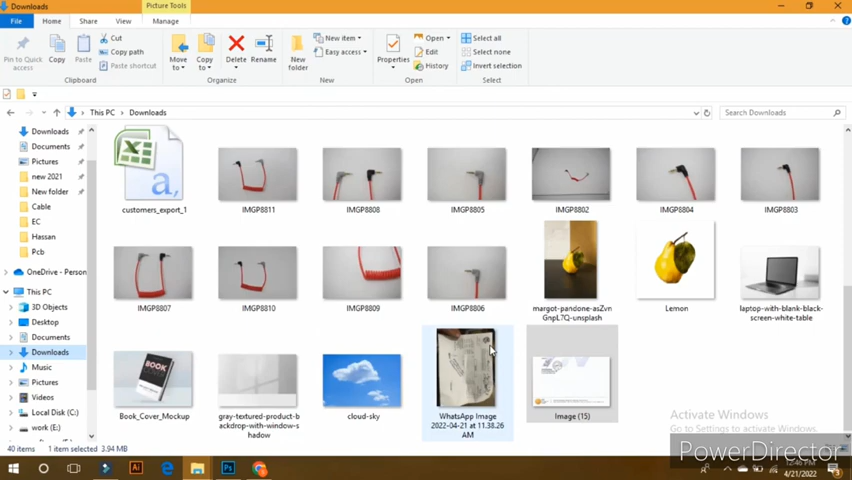 Downloads
Picture Tools
File
Home
Share
View
Manage
Pin to Quick access
Copy
Paste
Cut
Copy path
Paste shortcut
Clipboard
Move to
Copy to
Delete
Rename
Organize
New folder
New item
Easy access
New
Properties
Open
Edit
History
Open
Select all
Select none
Invert selection
Select
This PC > Downloads
Search Downloads
Downloads
Documents
Pictures
new 2021
New folder
Cable
EC
Hassan
Pcb
OneDrive - Person
This PC
3D Objects
Desktop
Documents
Downloads
Music
Pictures
Videos
Local Disk (C:)
work (E:)
customers_export_1
IMGP8811
IMGP8808
IMGP8805
IMGP8802
IMGP8804
IMGP8803
IMGP8807
IMGP8810
IMGP8809
IMGP8806
margot-pandone-asZvn
GnpL7Q-unsplash
Lemon
laptop-with-blank-black-
screen-white-table
Book_Cover_Mockup
gray-textured-product-b
ackdrop-with-window-s
hadow
cloud-sky
WhatsApp Image
2022-04-21 at 11.38.26
AM
Image (15)
BOOK
MOCKUP
a,
Activate Windows
Go to Settings to activate Windows.
PowerDirector
40 items
1 item selected 3.94 MB
Ai
Ps
12:46 PM
4/21/2022
3